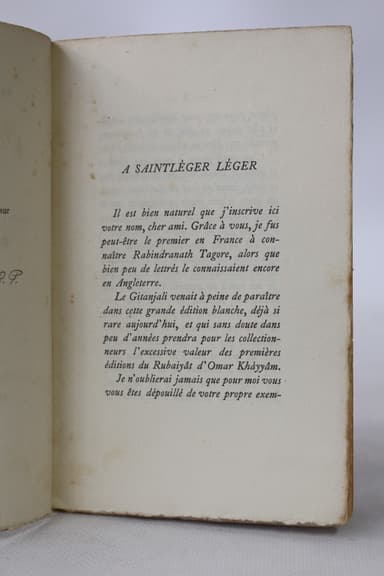 A SAINTLÉGER LÉGER
Il est bien naturel que j'inscrive ici
votre nom, cher ami. Grâce à vous, je fus
peut-être le premier en France à con-
naître Rabindranath Tagore, alors que
bien peu de lettrés le connaissaient encore
en Angleterre.
Le Gitanjali venait à peine de paraître
dans cette grande édition blanche, déjà si
rare aujourd'hui, et qui sans doute dans
peu d'années prendra pour les collection-
neurs l'excessive valeur des premières
éditions du Rubaiyât d'Omar Khàyyâm.
Je n'oublierai jamais que pour moi vous
vous êtes dépouillé de votre propre exem-